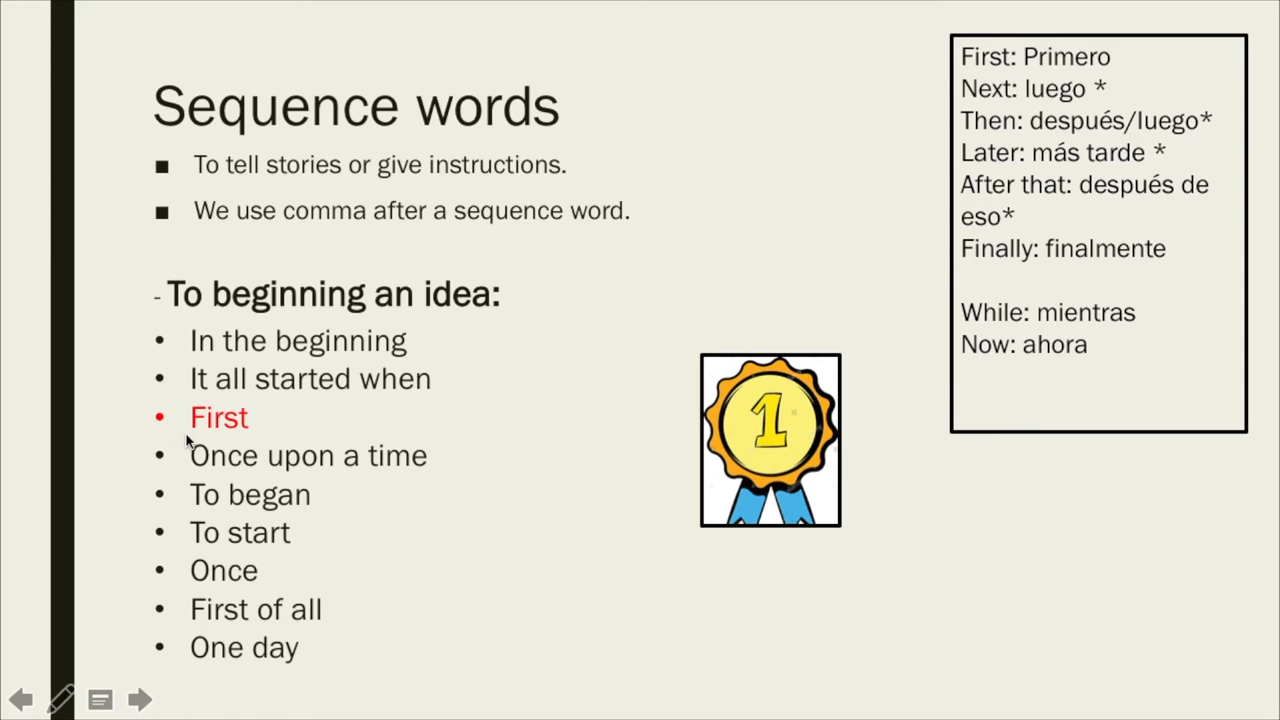 Sequence words
▪ To tell stories or give instructions.
▪ We use comma after a sequence word.
- To beginning an idea:
• In the beginning
• It all started when
• First
• Once upon a time
• To began
• To start
• Once
• First of all
• One day
1
First: Primero
Next: luego *
Then: después/luego*
Later: más tarde *
After that: después de
eso*
Finally: finalmente
While: mientras
Now: ahora